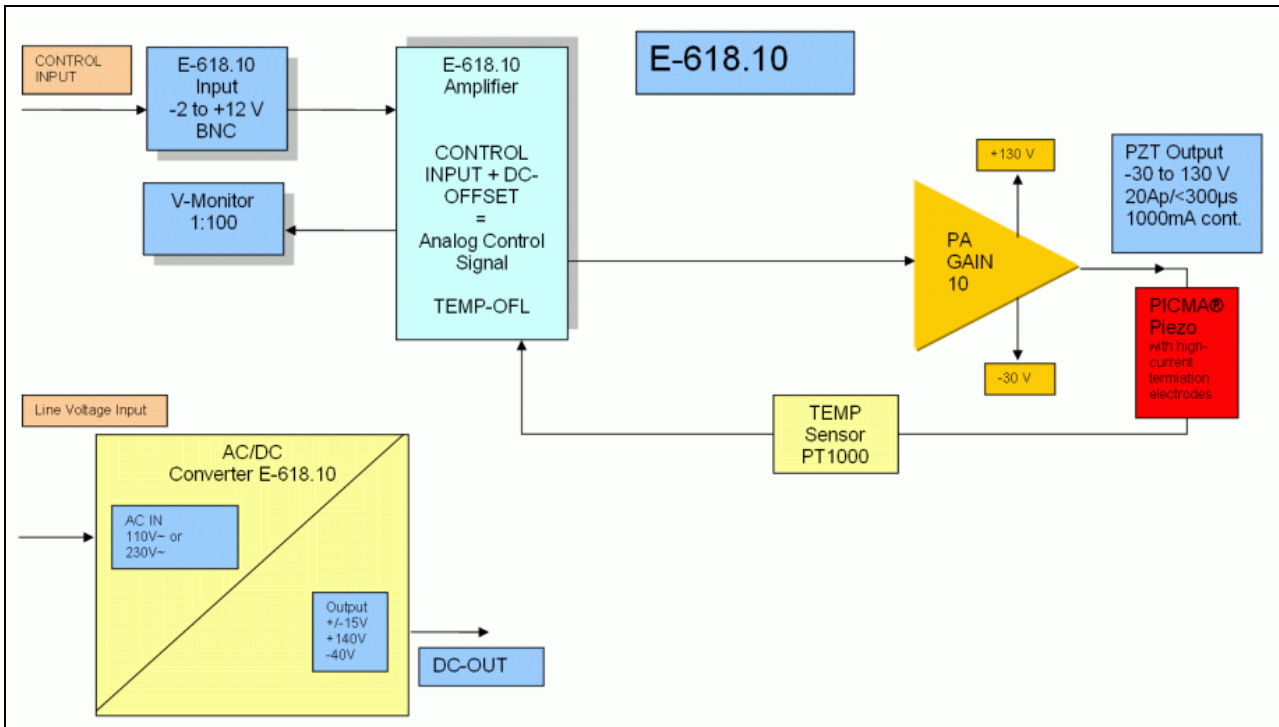 CONTROL
INPUT
E-618.10
Input
-2 to +12 V
BNC
V-Monitor
1:100
E-618.10
Amplifier
CONTROL
INPUT + DC-
OFFSET
=
Analog Control
Signal
TEMP-OFL
E-618.10
+130 V
PA
GAIN
10
-30 V
PZT Output
-30 to 130 V
20Ap/<300µs
1000mA cont.
PICMA®
Piezo
with high-
current
termiation
electrodes
TEMP
Sensor
PT1000
Line Voltage Input
AC/DC
Converter E-618.10
AC IN
110V~ or
230V~
Output
+/-15V
+140V
-40V
DC-OUT